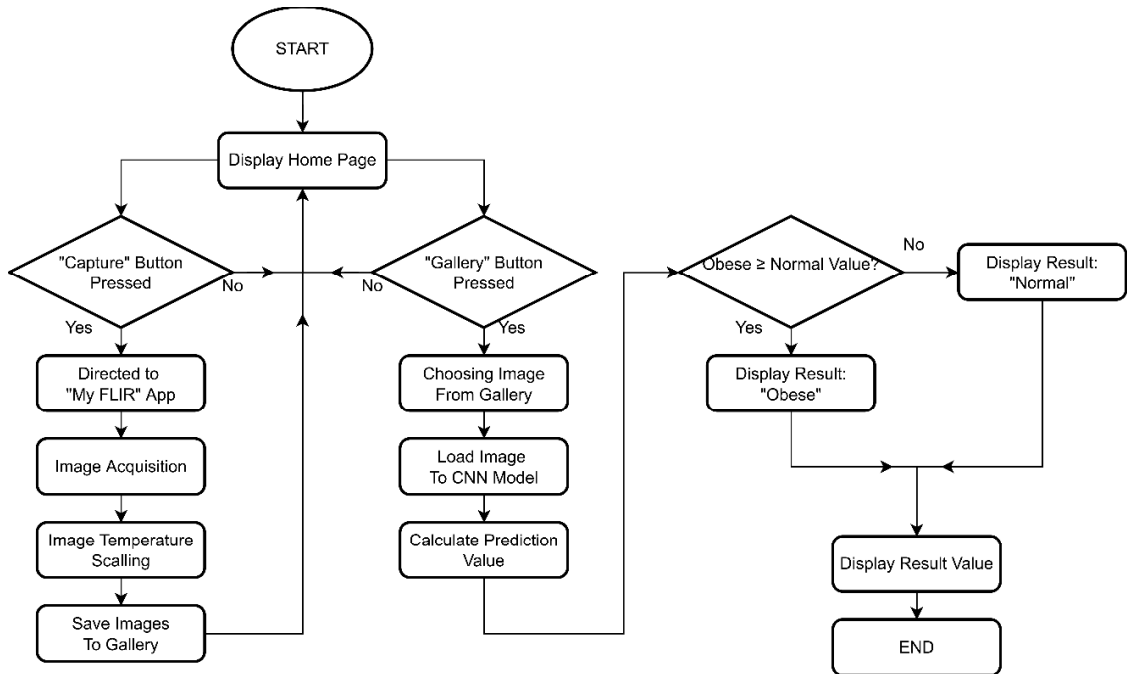 START
Display Home Page
"Capture" Button
Pressed
No
Yes
Directed to
"My FLIR" App
Image Acquisition
Image Temperature
Scalling
Save Images
To Gallery
"Gallery" Button
Pressed
No
Yes
Choosing Image
From Gallery
Load Image
To CNN Model
Calculate Prediction
Value
Obese ≥ Normal Value?
No
Display Result:
"Normal"
Yes
Display Result:
"Obese"
Display Result Value
END